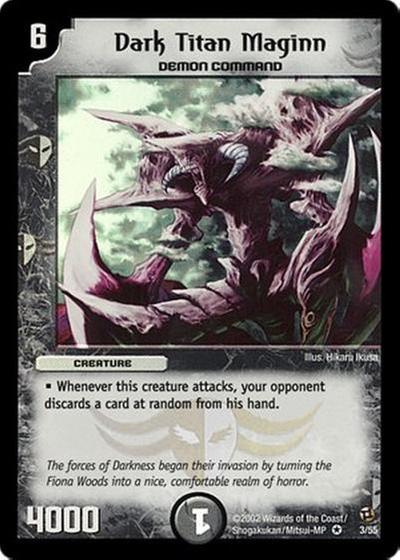 6
Dark Titan Maginn
DEMON COMMAND
Illus. Hikaru Ikusa
CREATURE
▪ Whenever this creature attacks, your opponent
discards a card at random from his hand.
The forces of Darkness began their invasion by turning the
Fiona Woods into a nice, comfortable realm of horror.
4000
1
©2002 Wizards of the Coast/
Shogakukan/Mitsui-MP ✪ 3/55